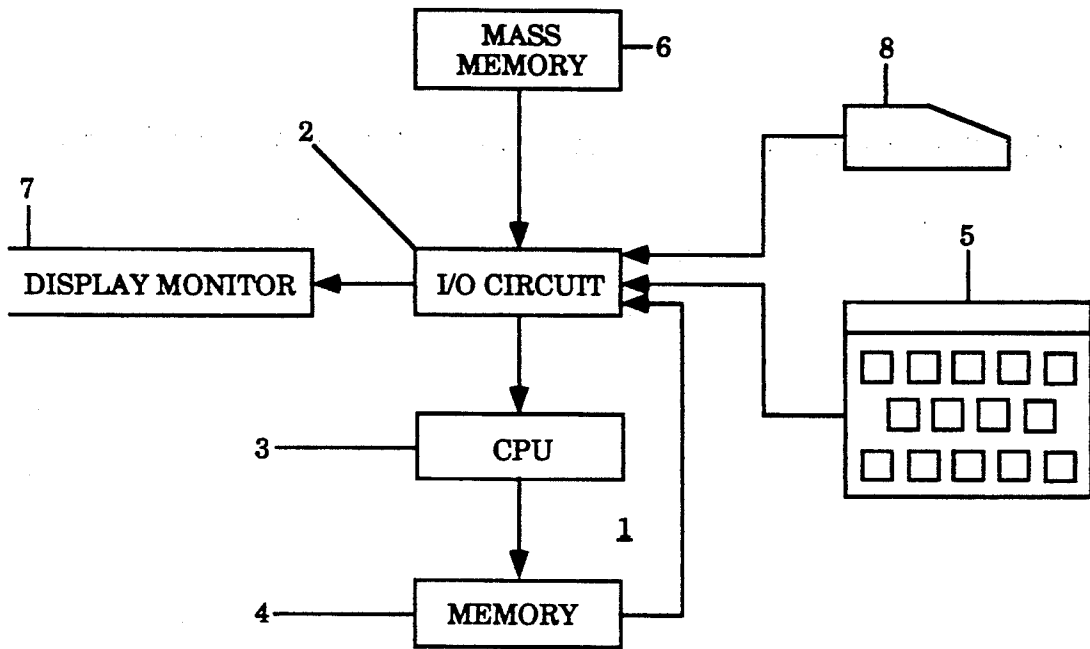 MASS
MEMORY
6
8
2
7
5
DISPLAY MONITOR
I/O CIRCUIT
3
CPU
1
4
MEMORY